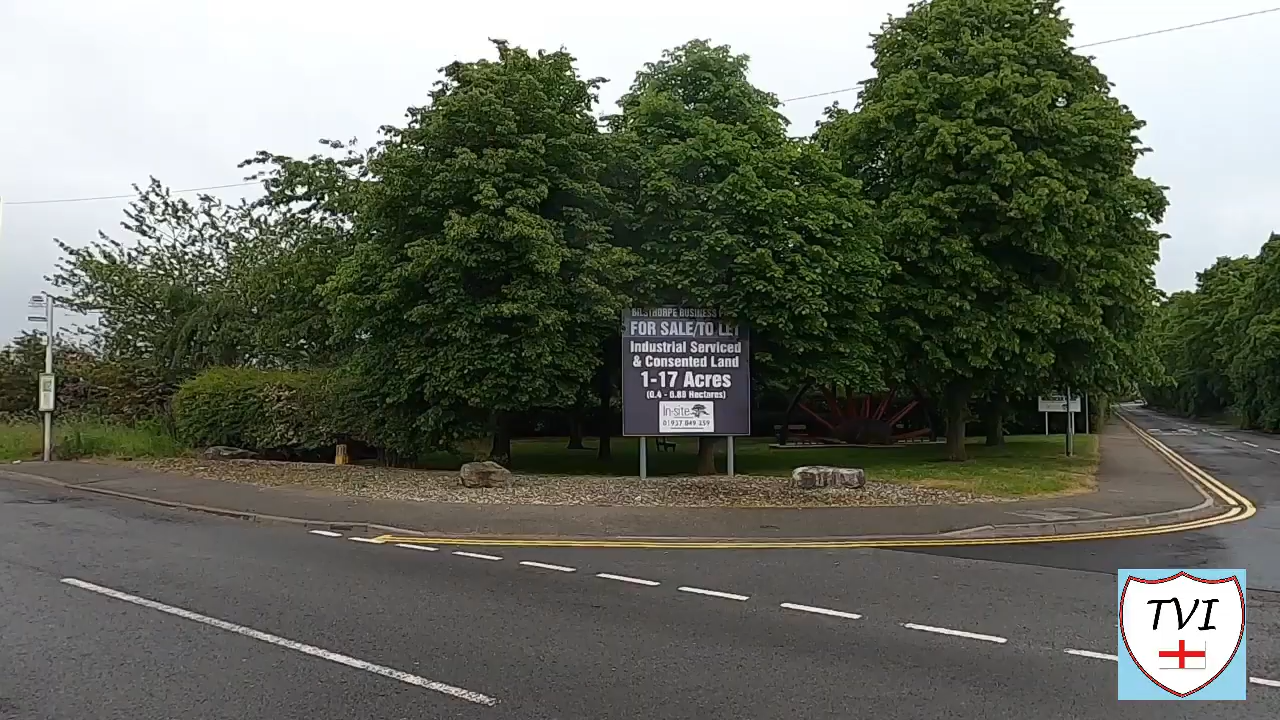 BILSTHORPE BUSINESS
FOR SALE/TO LET
Industrial Serviced
& Consented Land
1-17 Acres
(0.4 - 6.88 Hectares)
In-site
01937 849 259
TVI